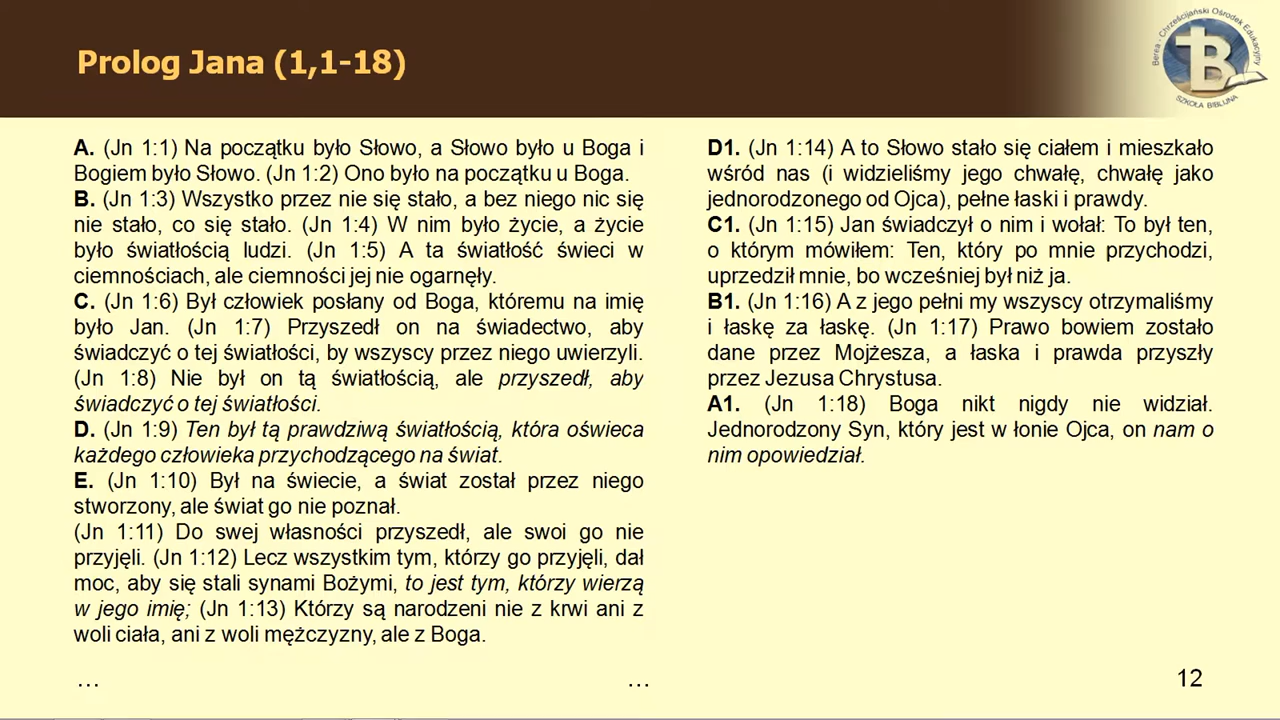 Prolog Jana (1,1-18)
Berea - Chrześcijański Ośrodek Edukacyjny
SZKOŁA BIBLIJNA
A. (Jn 1:1) Na początku było Słowo, a Słowo było u Boga i
Bogiem było Słowo. (Jn 1:2) Ono było na początku u Boga.
B. (Jn 1:3) Wszystko przez nie się stało, a bez niego nic się
nie stało, co się stało. (Jn 1:4) W nim było życie, a życie
było światłością ludzi. (Jn 1:5) A ta światłość świeci w
ciemnościach, ale ciemności jej nie ogarnęły.
C. (Jn 1:6) Był człowiek posłany od Boga, któremu na imię
było Jan. (Jn 1:7) Przyszedł on na świadectwo, aby
świadczyć o tej światłości, by wszyscy przez niego uwierzyli.
(Jn 1:8) Nie był on tą światłością, ale przyszedł, aby
świadczyć o tej światłości.
D. (Jn 1:9) Ten był tą prawdziwą światłością, która oświeca
każdego człowieka przychodzącego na świat.
E. (Jn 1:10) Był na świecie, a świat został przez niego
stworzony, ale świat go nie poznał.
(Jn 1:11) Do swej własności przyszedł, ale swoi go nie
przyjęli. (Jn 1:12) Lecz wszystkim tym, którzy go przyjęli, dał
moc, aby się stali synami Bożymi, to jest tym, którzy wierzą
w jego imię; (Jn 1:13) Którzy są narodzeni nie z krwi ani z
woli ciała, ani z woli mężczyzny, ale z Boga.
D1. (Jn 1:14) A to Słowo stało się ciałem i mieszkało
wśród nas (i widzieliśmy jego chwałę, chwałę jako
jednorodzonego od Ojca), pełne łaski i prawdy.
C1. (Jn 1:15) Jan świadczył o nim i wołał: To był ten,
o którym mówiłem: Ten, który po mnie przychodzi,
uprzedził mnie, bo wcześniej był niż ja.
B1. (Jn 1:16) A z jego pełni my wszyscy otrzymaliśmy
i łaskę za łaskę. (Jn 1:17) Prawo bowiem zostało
dane przez Mojżesza, a łaska i prawda przyszły
przez Jezusa Chrystusa.
A1. (Jn 1:18) Boga nikt nigdy nie widział.
Jednorodzony Syn, który jest w łonie Ojca, on nam o
nim opowiedział.
… … 12